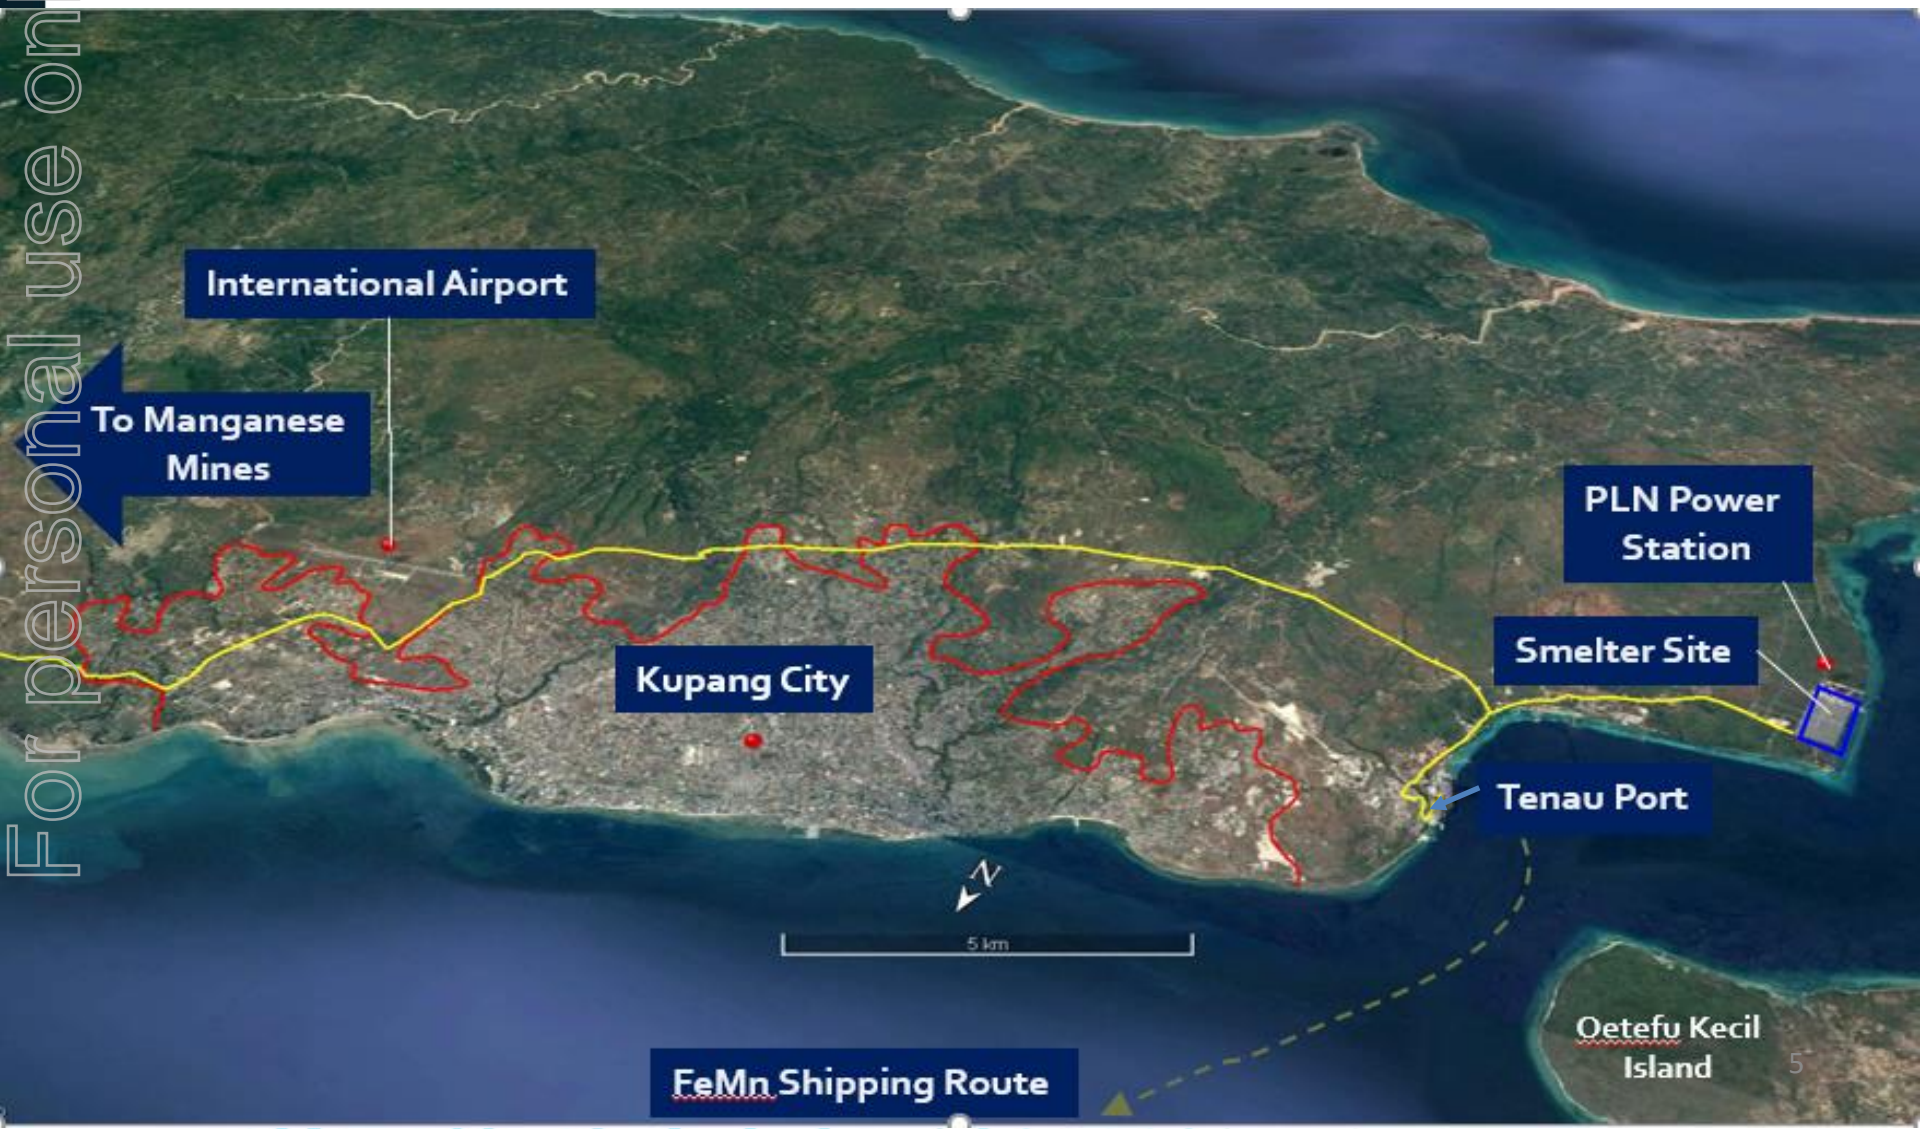 For personal use on
International Airport
To Manganese
Mines
PLN Power
Station
Smelter Site
Kupang City
Tenau Port
N
5 km
Oetefu Kecil
Island
5
FeMn Shipping Route